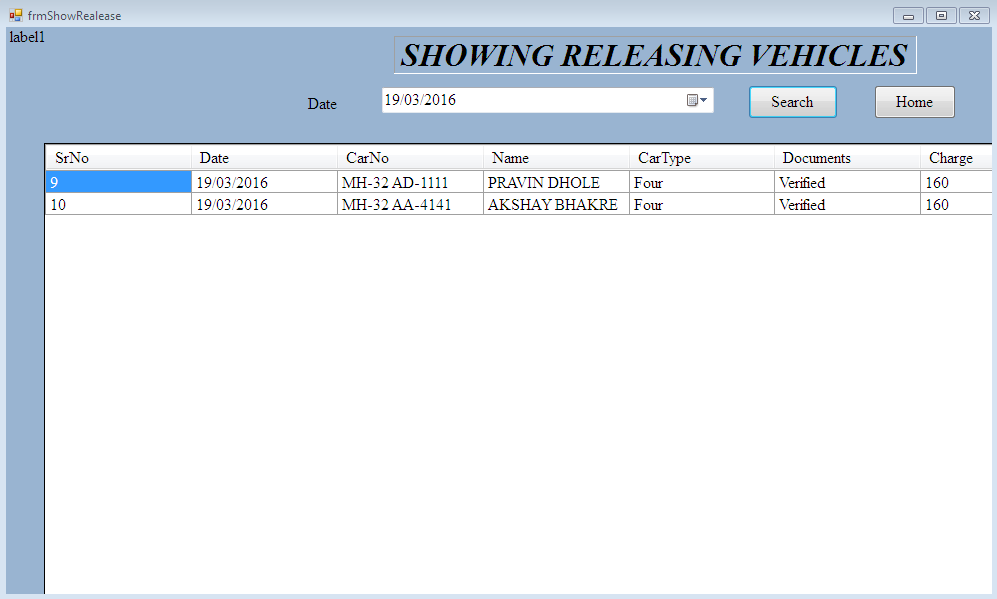 frmShowRealease
label1
SHOWING RELEASING VEHICLES
Date 19/03/2016 Search Home
SrNo Date CarNo Name CarType Documents Charge
9 19/03/2016 MH-32 AD-1111 PRAVIN DHOLE Four Verified 160
10 19/03/2016 MH-32 AA-4141 AKSHAY BHAKRE Four Verified 160